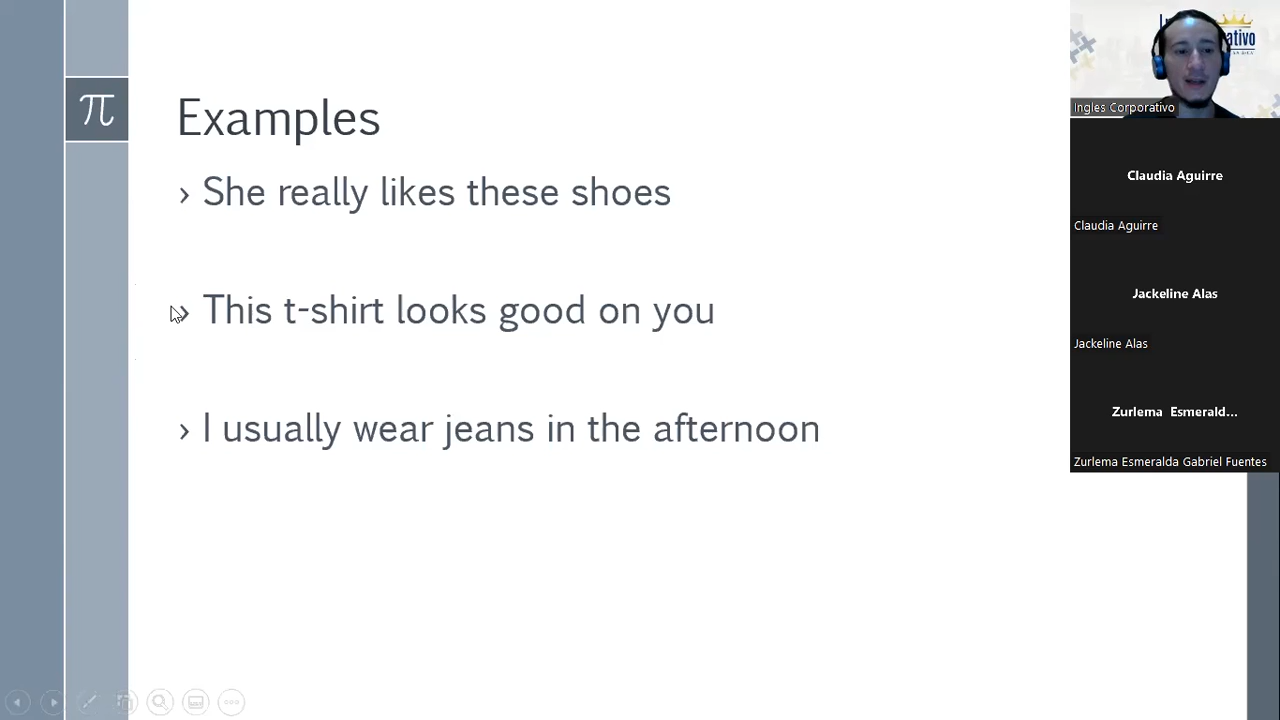 π
Examples
› She really likes these shoes
› This t-shirt looks good on you
› I usually wear jeans in the afternoon
Ingles Corporativo
Claudia Aguirre
Claudia Aguirre
Jackeline Alas
Jackeline Alas
Zurlema Esmerald...
Zurlema Esmeralda Gabriel Fuentes